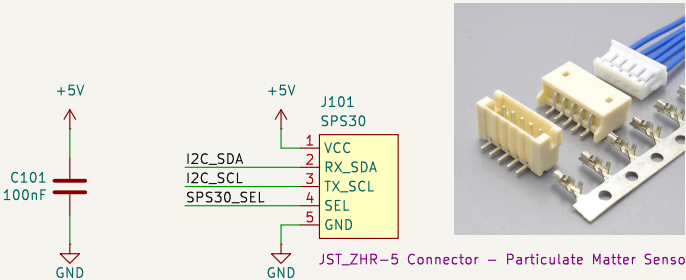 +5V
C101
100nF
GND
+5V
J101
SPS30
1 VCC
I2C_SDA 2 RX_SDA
I2C_SCL 3 TX_SCL
SPS30_SEL 4 SEL
5 GND
GND
JST_ZHR-5 Connector - Particulate Matter Senso